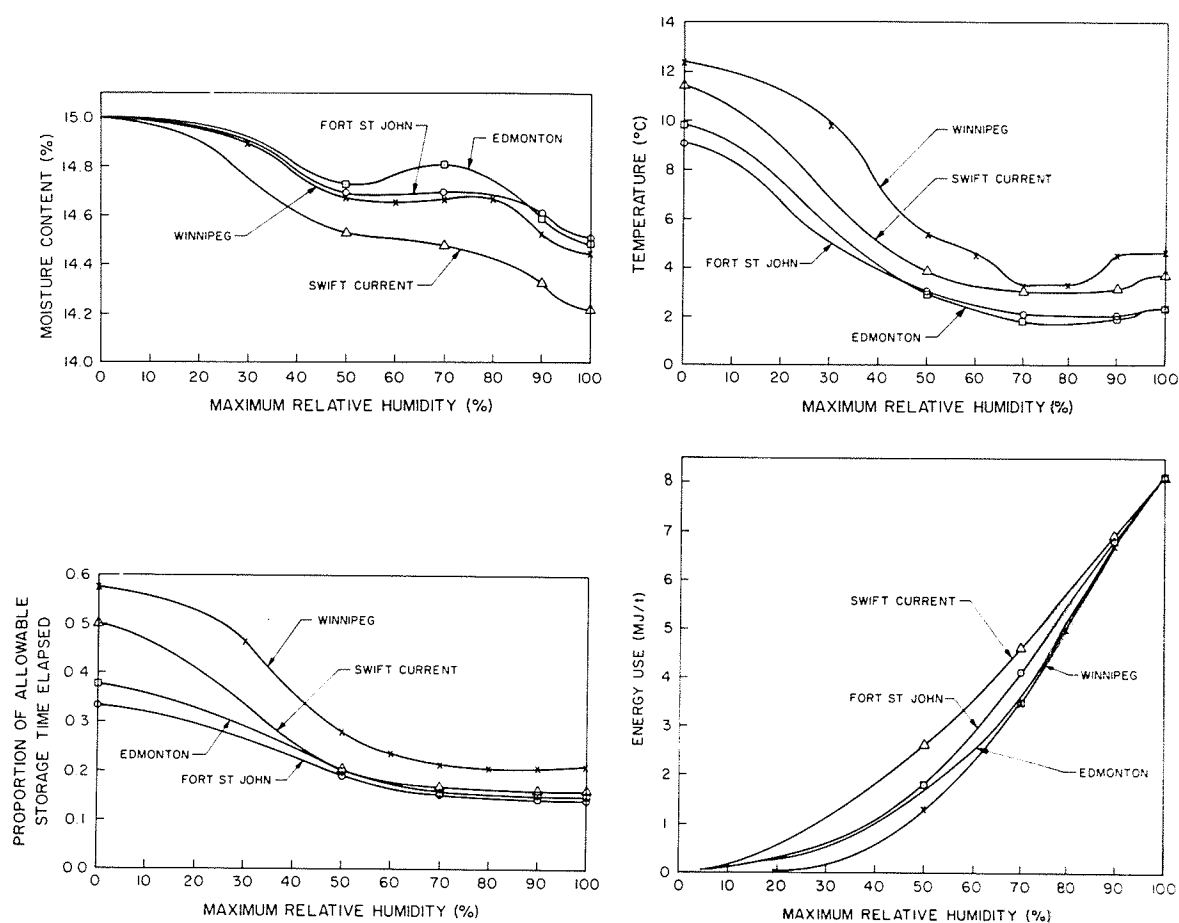 MOISTURE CONTENT (%)
15.0
14.8
14.6
14.4
14.2
14.0
FORT ST JOHN
EDMONTON
WINNIPEG
SWIFT CURRENT
0 10 20 30 40 50 60 70 80 90 100
MAXIMUM RELATIVE HUMIDITY (%)
TEMPERATURE (°C)
14
12
10
8
6
4
2
0
WINNIPEG
SWIFT CURRENT
FORT ST JOHN
EDMONTON
0 10 20 30 40 50 60 70 80 90 100
MAXIMUM RELATIVE HUMIDITY (%)
PROPORTION OF ALLOWABLE
STORAGE TIME ELAPSED
0.6
0.5
0.4
0.3
0.2
0.1
0.0
WINNIPEG
SWIFT CURRENT
EDMONTON
FORT ST JOHN
0 10 20 30 40 50 60 70 80 90 100
MAXIMUM RELATIVE HUMIDITY (%)
ENERGY USE (MJ/t)
8
7
6
5
4
3
2
1
0
SWIFT CURRENT
FORT ST JOHN
WINNIPEG
EDMONTON
0 10 20 30 40 50 60 70 80 90 100
MAXIMUM RELATIVE HUMIDITY (%)